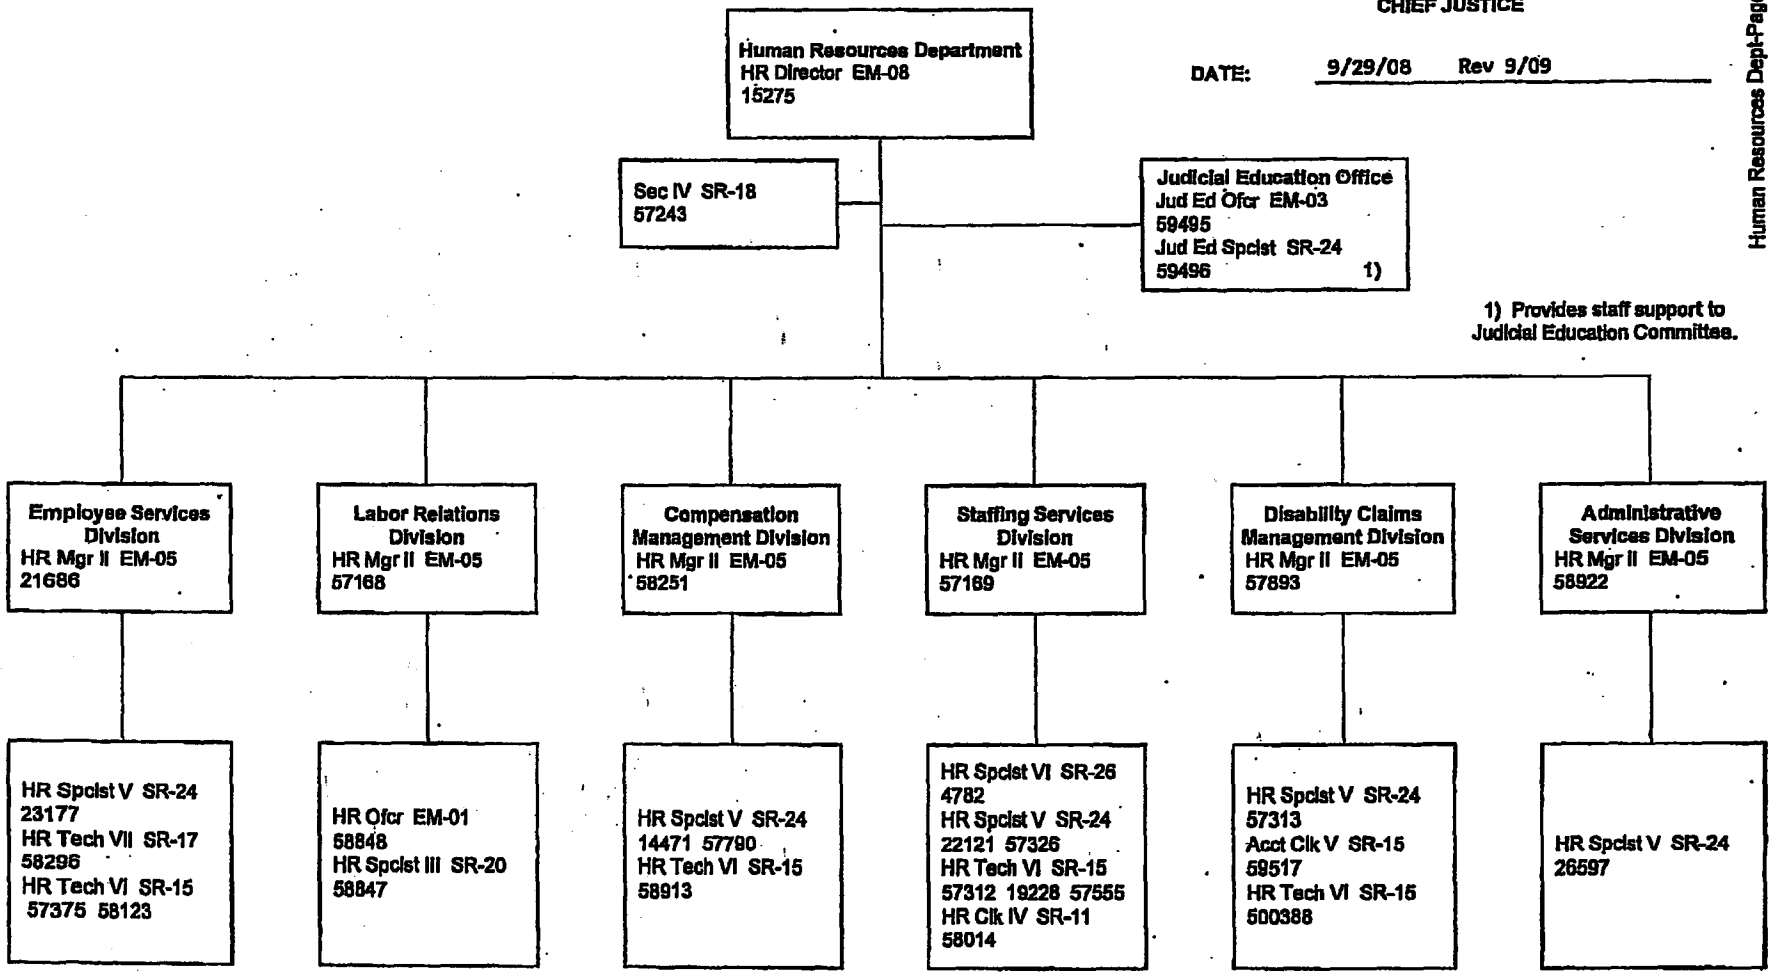 CHIEF JUSTICE
DATE: 9/29/08 Rev 9/09
Human Resources Dept-Page
Human Resources Department
HR Director EM-08
15275
Sec IV SR-18
57243
Judicial Education Office
Jud Ed Ofcr EM-03
59495
Jud Ed Spclst SR-24
59496 1)
1) Provides staff support to
Judicial Education Committee.
Employee Services
Division
HR Mgr II EM-05
21686
Labor Relations
Division
HR Mgr II EM-05
57168
Compensation
Management Division
HR Mgr II EM-05
58251
Staffing Services
Division
HR Mgr II EM-05
57169
Disability Claims
Management Division
HR Mgr II EM-05
57893
Administrative
Services Division
HR Mgr II EM-05
58922
HR Spclst V SR-24
23177
HR Tech VII SR-17
58296
HR Tech VI SR-15
57375 58123
HR Ofcr EM-01
58848
HR Spclst III SR-20
58847
HR Spclst V SR-24
14471 57790
HR Tech VI SR-15
58913
HR Spclst VI SR-26
4782
HR Spclst V SR-24
22121 57326
HR Tech VI SR-15
57312 19228 57555
HR Clk IV SR-11
58014
HR Spclst V SR-24
57313
Acct Clk V SR-15
59517
HR Tech VI SR-15
500388
HR Spclst V SR-24
26597